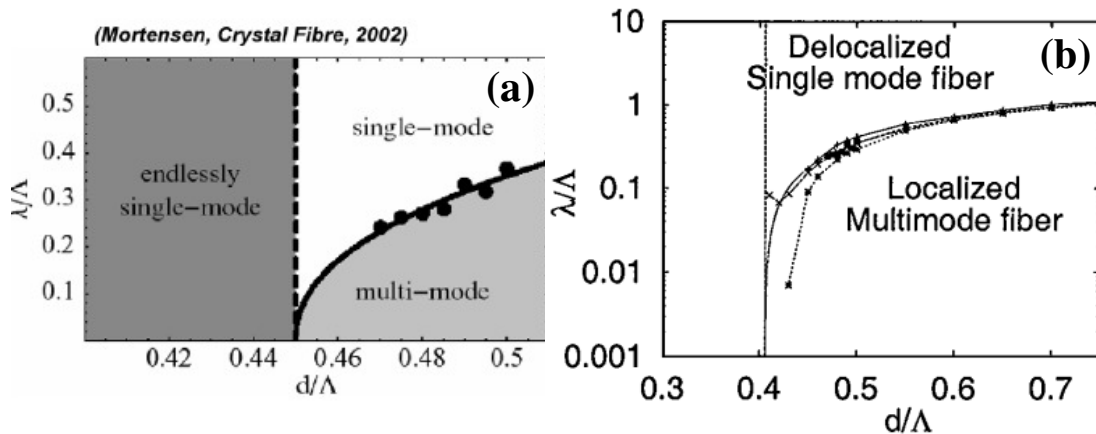 (Mortensen, Crystal Fibre, 2002)
(a)
single-mode
endlessly
single-mode
multi-mode
λ/Λ
0.5
0.4
0.3
0.2
0.1
0.42
0.44
0.46
0.48
0.5
d/Λ
(b)
Delocalized
Single mode fiber
Localized
Multimode fiber
λ/Λ
10
1
0.1
0.01
0.001
0.3
0.4
0.5
0.6
0.7
d/Λ